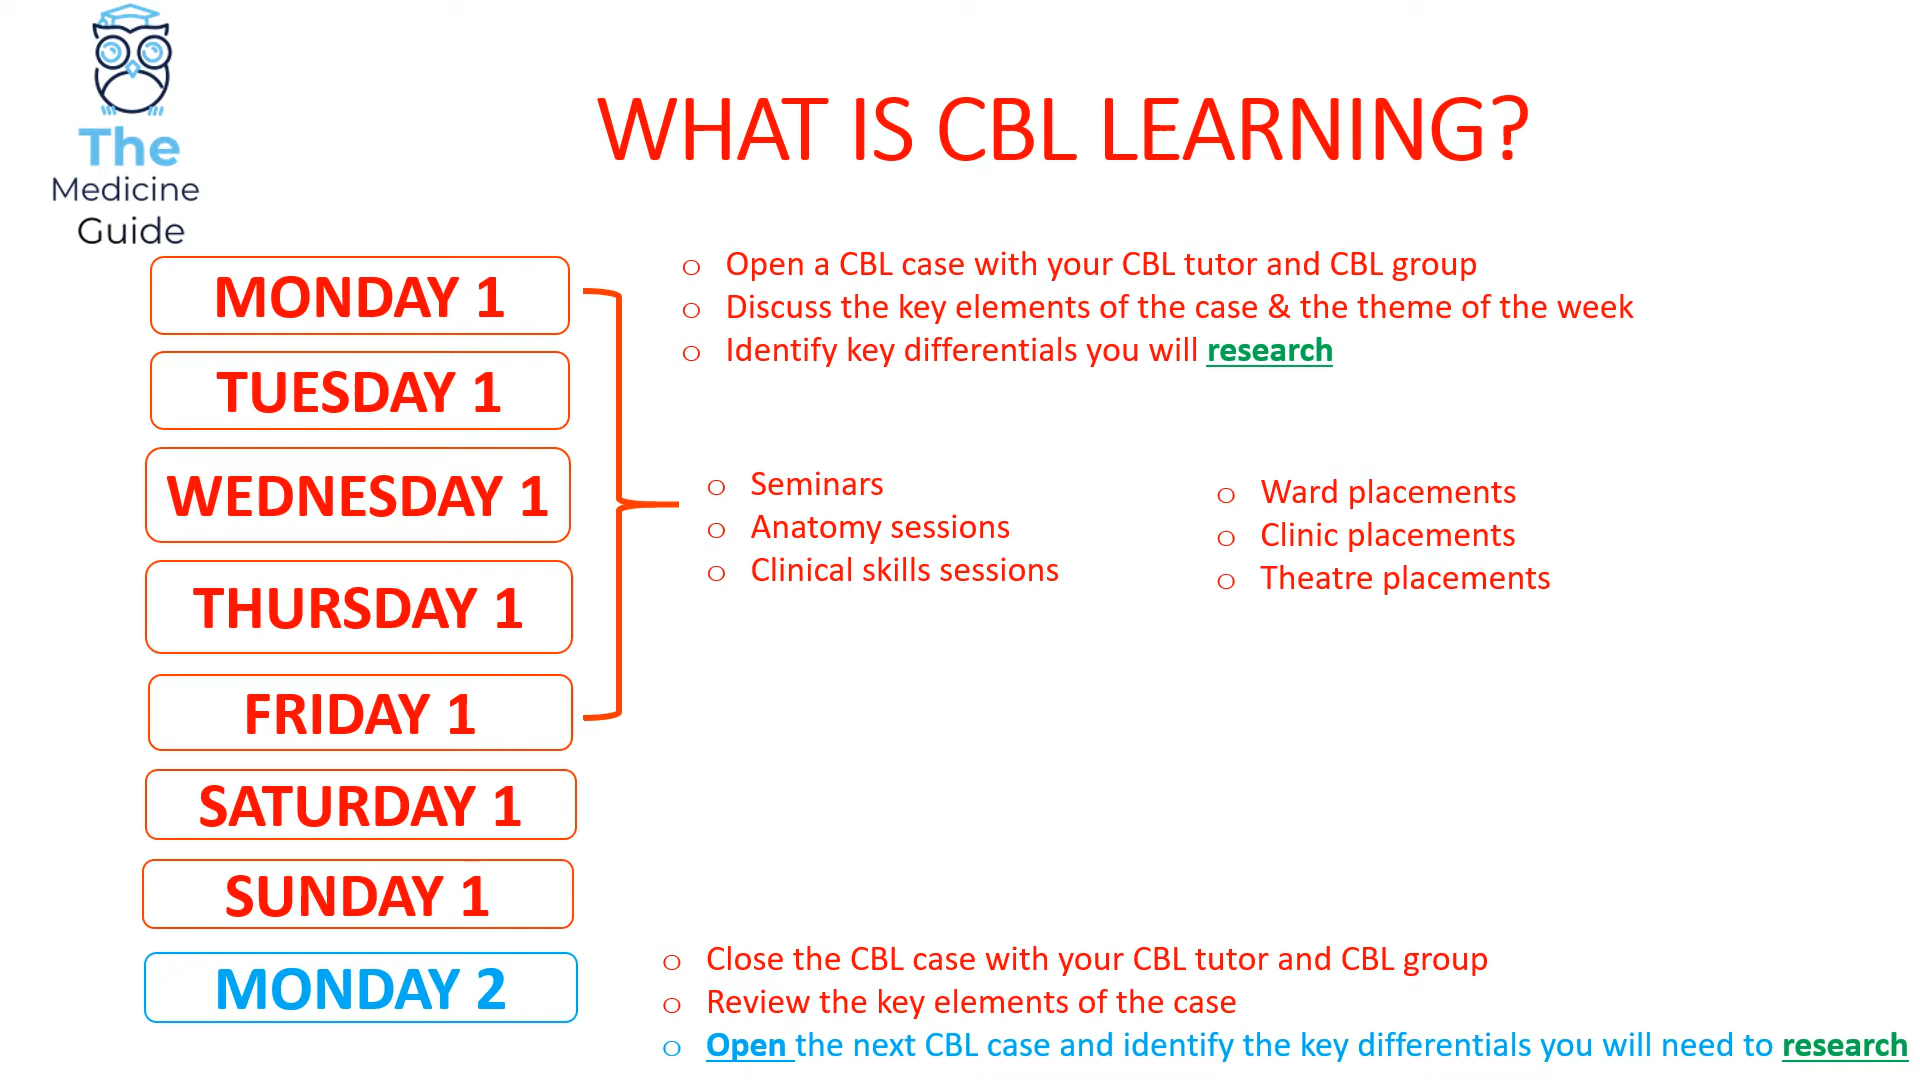 The
Medicine
Guide
WHAT IS CBL LEARNING?
MONDAY 1
TUESDAY 1
WEDNESDAY 1
THURSDAY 1
FRIDAY 1
SATURDAY 1
SUNDAY 1
MONDAY 2
o Open a CBL case with your CBL tutor and CBL group
o Discuss the key elements of the case & the theme of the week
o Identify key differentials you will research
o Seminars
o Anatomy sessions
o Clinical skills sessions
o Ward placements
o Clinic placements
o Theatre placements
o Close the CBL case with your CBL tutor and CBL group
o Review the key elements of the case
o Open the next CBL case and identify the key differentials you will need to research